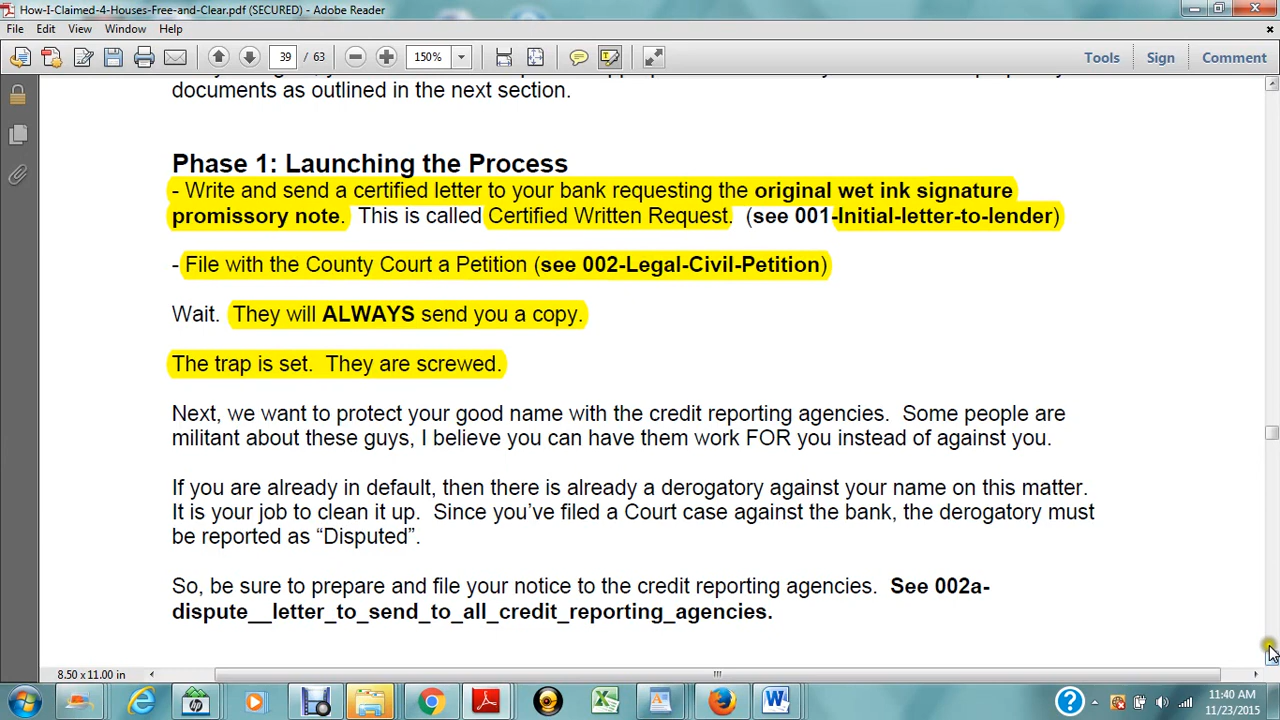 How-I-Claimed-4-Houses-Free-and-Clear.pdf (SECURED) - Adobe Reader
File Edit View Window Help
39 / 63 150% Tools Sign Comment
documents as outlined in the next section.
Phase 1: Launching the Process
- Write and send a certified letter to your bank requesting the original wet ink signature
promissory note. This is called Certified Written Request. (see 001-Initial-letter-to-lender)
- File with the County Court a Petition (see 002-Legal-Civil-Petition)
Wait. They will ALWAYS send you a copy.
The trap is set. They are screwed.
Next, we want to protect your good name with the credit reporting agencies. Some people are
militant about these guys, I believe you can have them work FOR you instead of against you.
If you are already in default, then there is already a derogatory against your name on this matter.
It is your job to clean it up. Since you’ve filed a Court case against the bank, the derogatory must
be reported as “Disputed”.
So, be sure to prepare and file your notice to the credit reporting agencies. See 002a-
dispute__letter_to_send_to_all_credit_reporting_agencies.
8.50 x 11.00 in
11:40 AM
11/23/2015